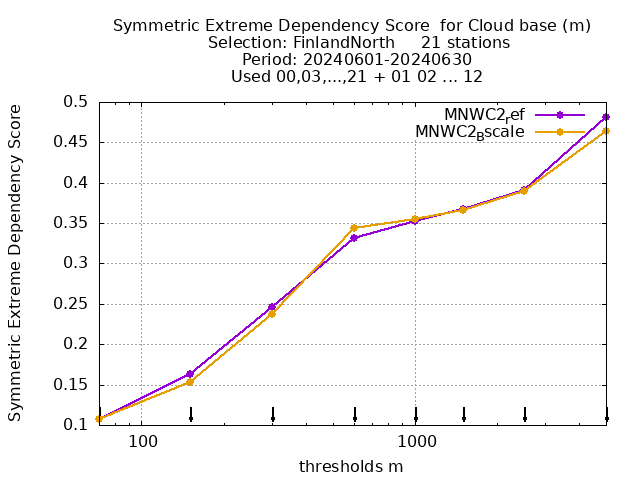 Symmetric Extreme Dependency Score  for Cloud base (m)
Selection: FinlandNorth     21 stations
Period: 20240601-20240630
Used 00,03,...,21 + 01 02 ... 12
MNWC2ref
MNWC2Bscale
0.5
0.45
0.4
0.35
0.3
0.25
0.2
0.15
0.1
Symmetric Extreme Dependency Score
100
1000
thresholds m